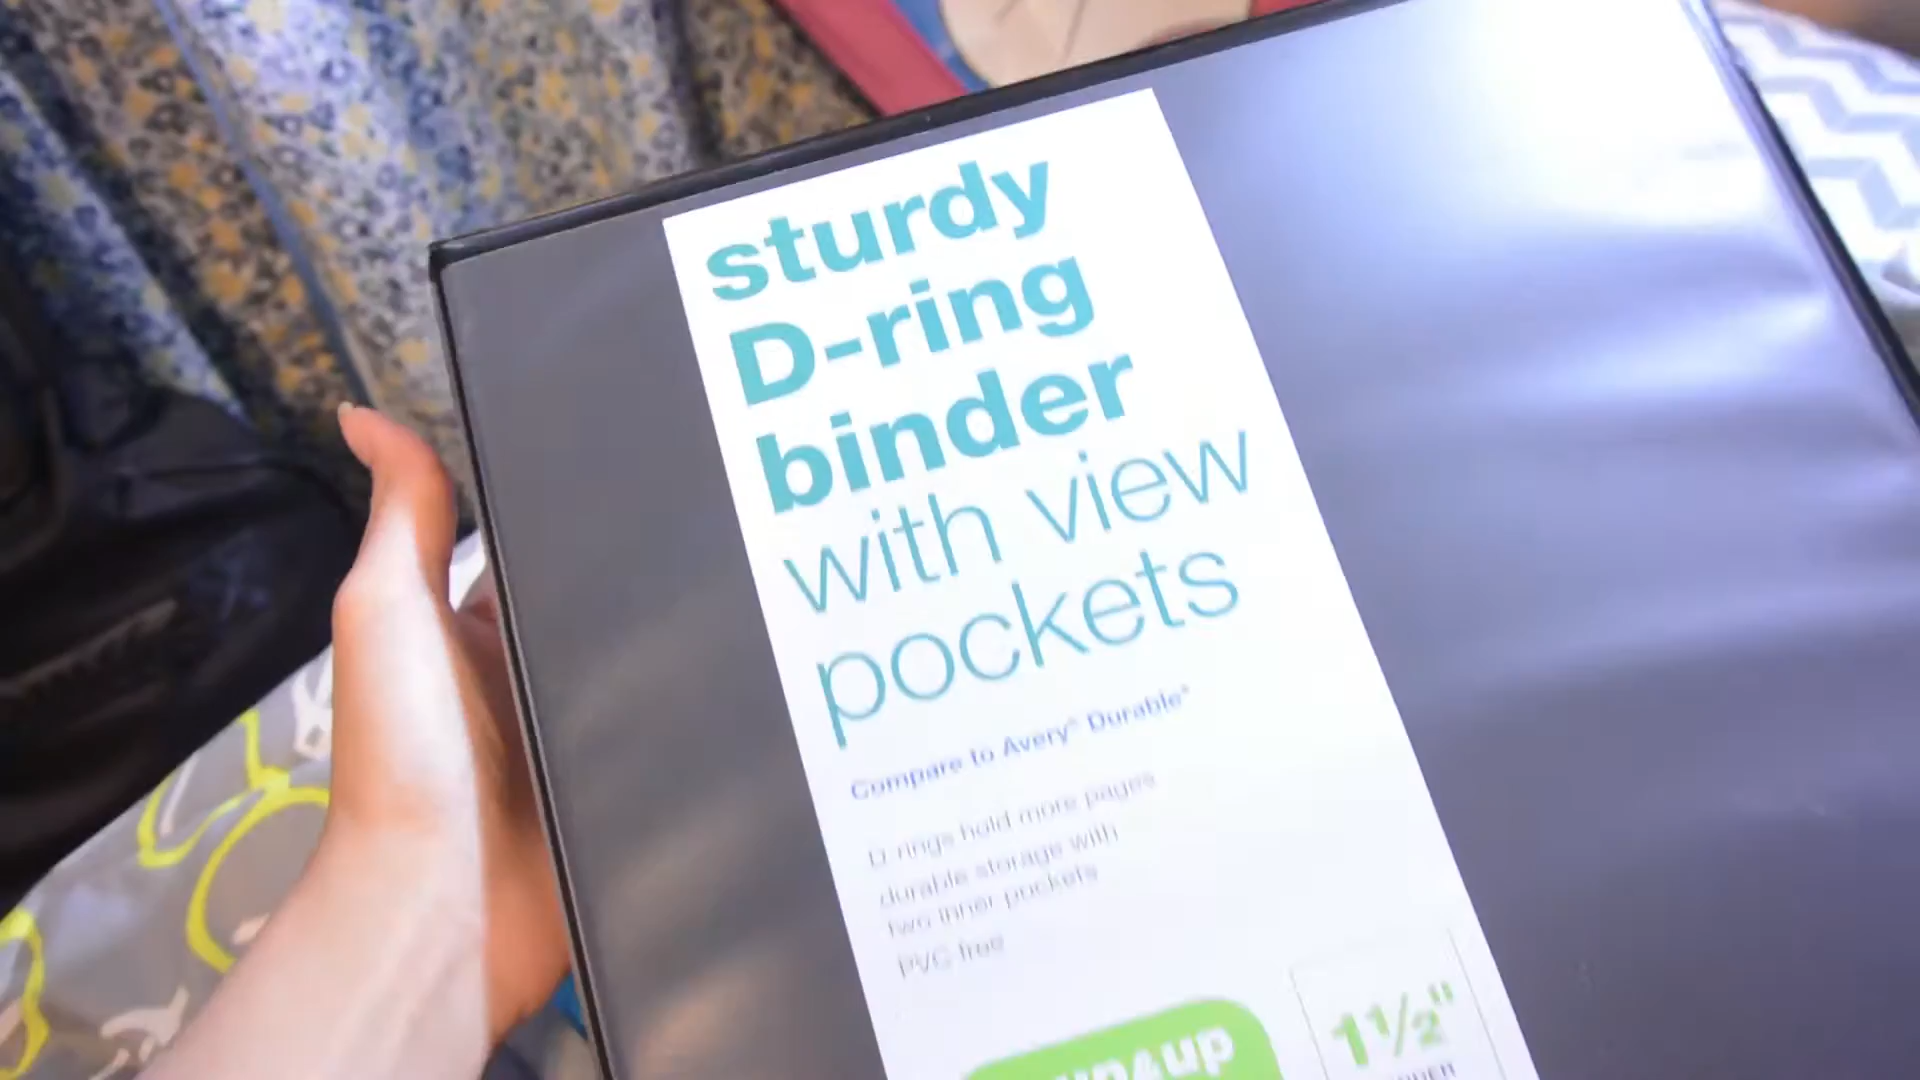 sturdy
D-ring
binder
with view
pockets
Compare to Avery® Durable®
D-rings hold more pages
durable storage with
two inner pockets
PVC free
up&up
1½"